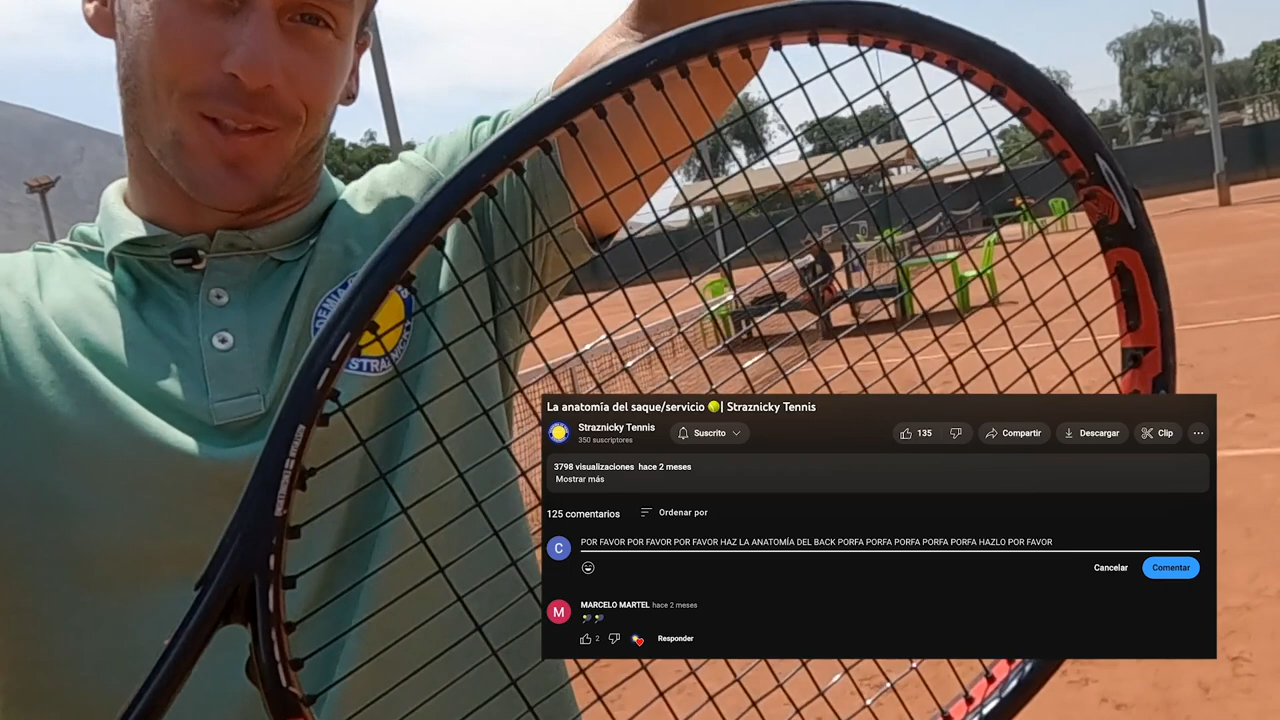 DEMIA
STRAZNICKY
La anatomía del saque/servicio 🎾| Straznicky Tennis
Straznicky Tennis
350 suscriptores
Suscrito
135
Compartir
Descargar
Clip
3798 visualizaciones hace 2 meses
Mostrar más
125 comentarios
Ordenar por
C
POR FAVOR POR FAVOR POR FAVOR HAZ LA ANATOMÍA DEL BACK PORFA PORFA PORFA PORFA PORFA HAZLO POR FAVOR
Cancelar
Comentar
M
MARCELO MARTEL hace 2 meses
2
Responder